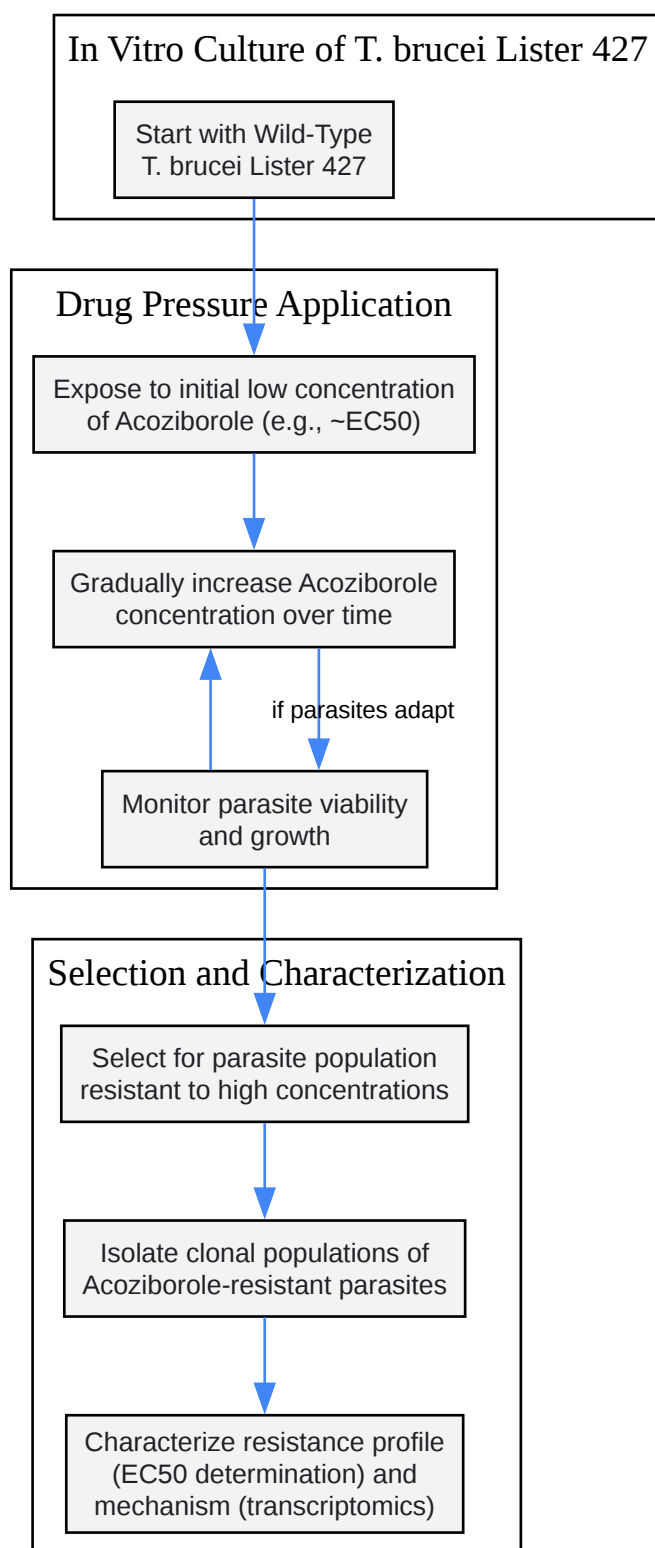 In Vitro Culture of T. brucei Lister 427
Start with Wild-Type
T. brucei Lister 427
Drug Pressure Application
Expose to initial low concentration
of Acoziborole (e.g., ~EC50)
Gradually increase Acoziborole
concentration over time
if parasites adapt
Monitor parasite viability
and growth
Selection and Characterization
Select for parasite population
resistant to high concentrations
Isolate clonal populations of
Acoziborole-resistant parasites
Characterize resistance profile
(EC50 determination) and
mechanism (transcriptomics)